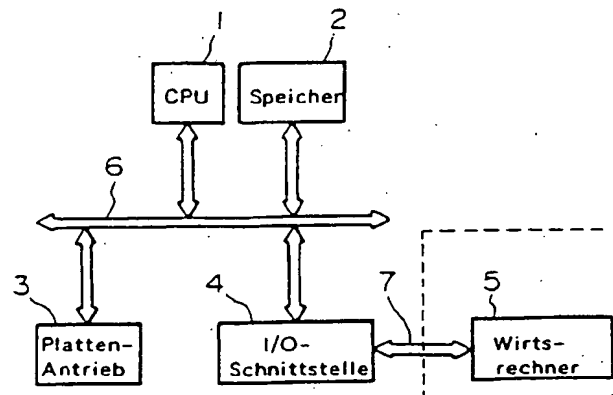 1
2
CPU
Speicher
6
3
4
7
5
Platten-
Antrieb
I/O-
Schnittstelle
Wirts-
rechner